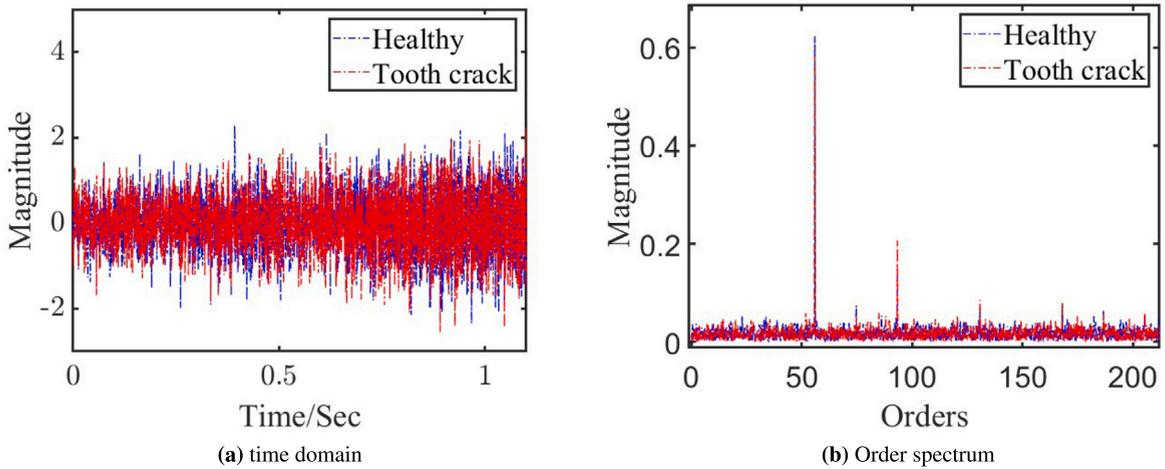 Healthy
Tooth crack
4
2
0
-2
Magnitude
0
0.5
1
Time/Sec
(a) time domain
Healthy
Tooth crack
0.6
0.4
0.2
0
Magnitude
0
50
100
150
200
Orders
(b) Order spectrum